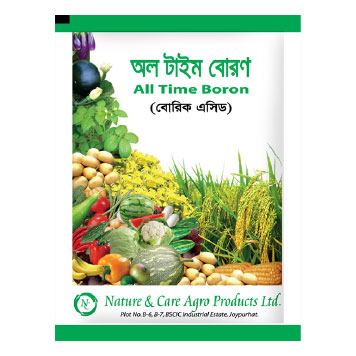 অল টাইম বোরণ
All Time Boron
(বোরিক এসিড)
N
Nature & Care Agro Products Ltd.
Plot No. B-6, B-7, BSCIC Industrial Estate, Joypurhat.